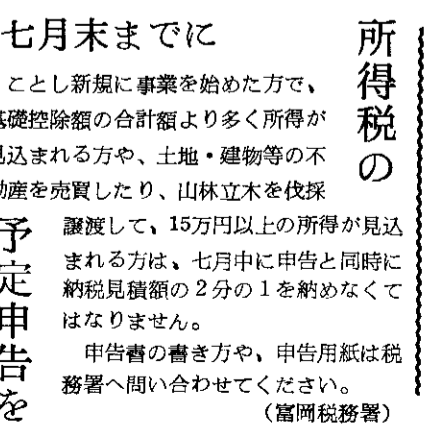 所得税の
予定申告を
七月末までに
ことし新規に事業を始めた方で、
基礎控除額の合計額より多く所得が
見込まれる方や、土地・建物等の不
動産を売買したり、山林立木を伐採
譲渡して、15万円以上の所得が見込
まれる方は、七月中に申告と同時に
納税見積額の2分の1を納めなくて
はなりません。
申告書の書き方や、申告用紙は税
務署へ問い合わせてください。
（富岡税務署）